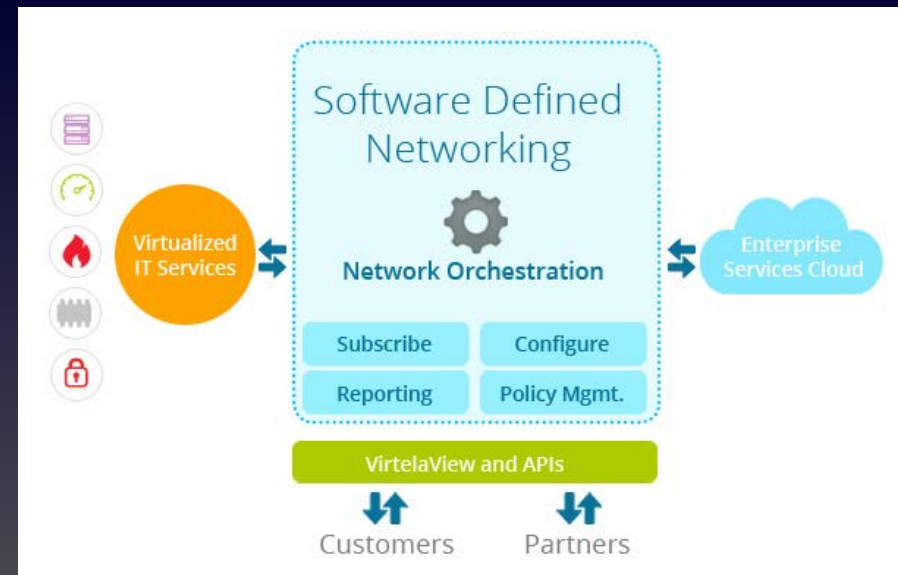 Software Defined
Networking
Virtualized
IT Services
Network Orchestration
Enterprise
Services Cloud
Subscribe
Configure
Reporting
Policy Mgmt.
VirtelaView and APIs
Customers
Partners